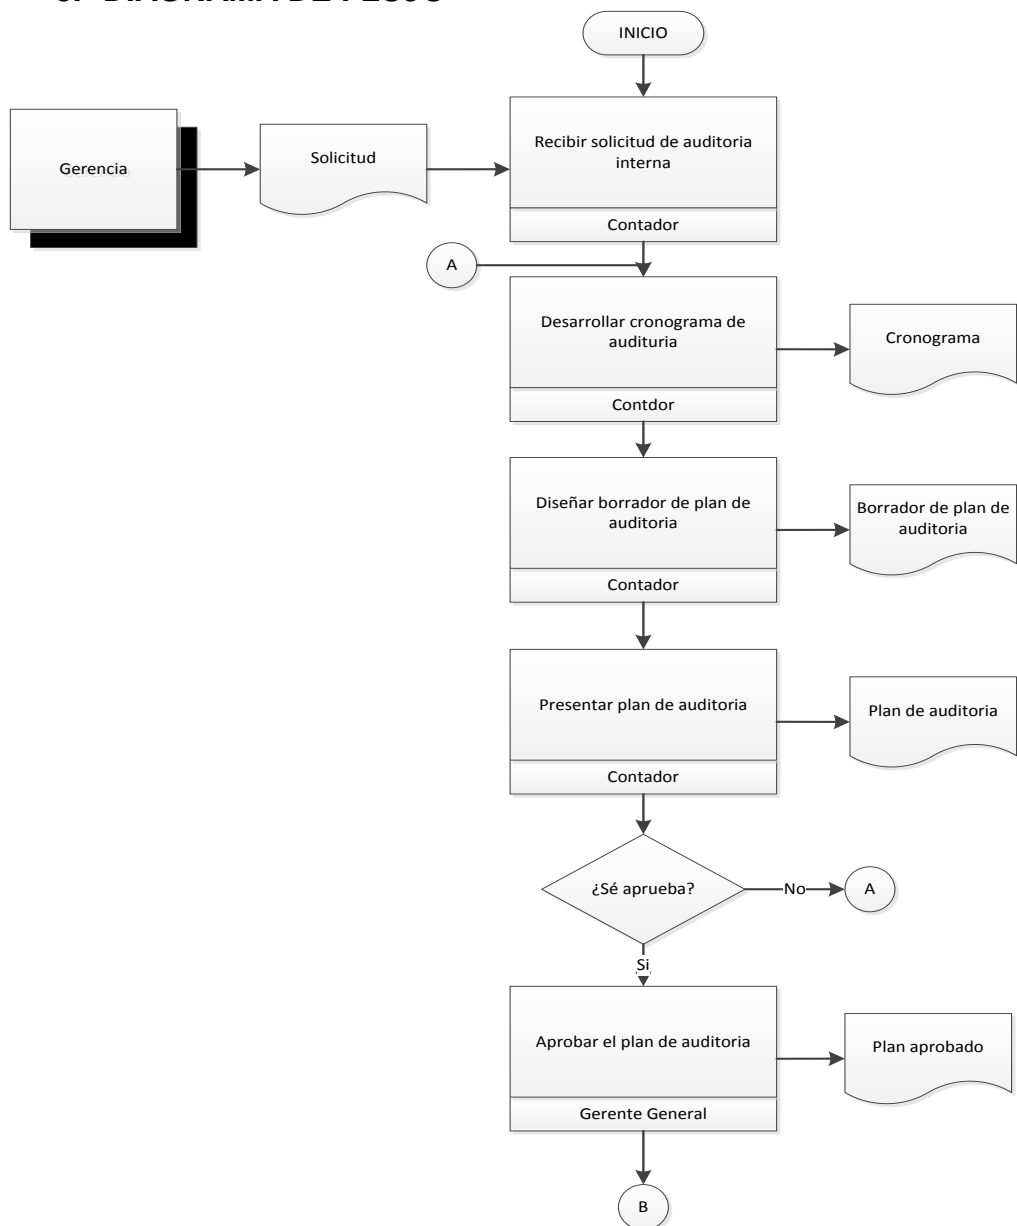 INICIO
Gerencia
Solicitud
Recibir solicitud de auditoria
interna
Contador
A
Desarrollar cronograma de
audituria
Contdor
Cronograma
Diseñar borrador de plan de
auditoria
Contador
Borrador de plan de
auditoria
Presentar plan de auditoria
Contador
Plan de auditoria
¿Sé aprueba?
No
A
Si
Aprobar el plan de auditoria
Gerente General
Plan aprobado
B